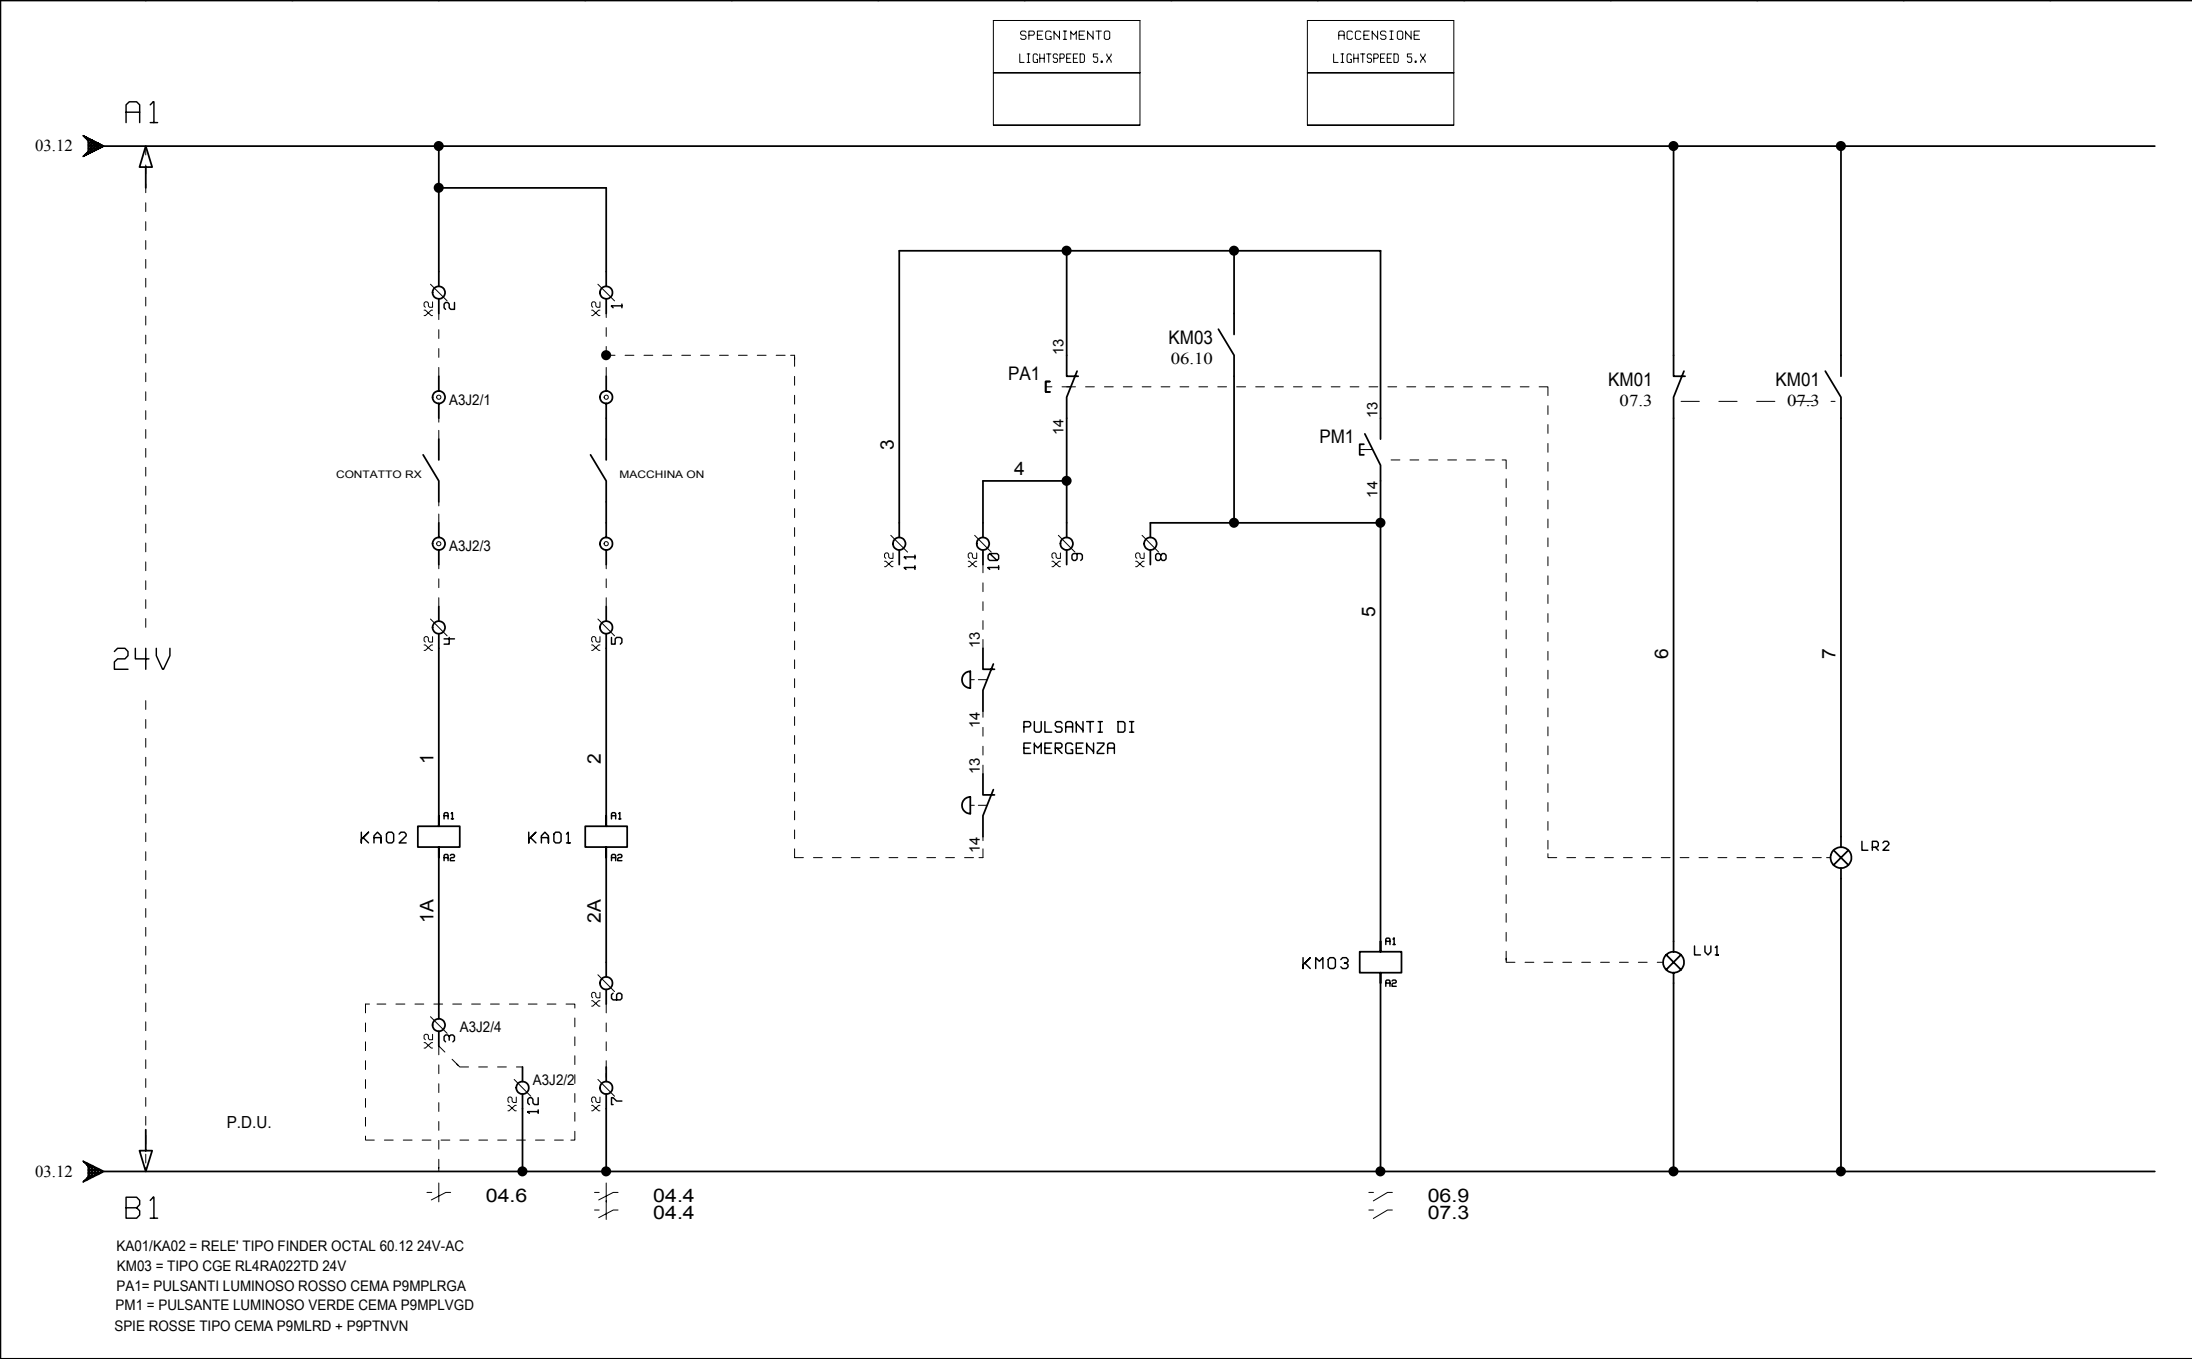 SPEGNIMENTO
LIGHTSPEED 5.X
ACCENSIONE
LIGHTSPEED 5.X
A1
03.12
X2
2
X2
1
KM03
06.10
13
PA1
14
KM01
07.3
KM01
07.3
13
PM1
14
A3J2/1
3
4
CONTATTO RX
MACCHINA ON
A3J2/3
X2
11
X2
10
X2
9
X2
8
X2
4
X2
5
5
6
7
24V
13
14
PULSANTI DI
EMERGENZA
13
14
1
2
A1
KA02
A2
A1
KA01
A2
LR2
1A
2A
A1
KM03
A2
LV1
X2
6
X2
3
A3J2/4
A3J2/2
X2
12
X2
7
P.D.U.
03.12
B1
04.6
04.4
04.4
06.9
07.3
KA01/KA02 = RELE' TIPO FINDER OCTAL 60.12 24V-AC
KM03 = TIPO CGE RL4RA022TD 24V
PA1= PULSANTI LUMINOSO ROSSO CEMA P9MPLRGA
PM1 = PULSANTE LUMINOSO VERDE CEMA P9MPLVGD
SPIE ROSSE TIPO CEMA P9MLRD + P9PTNVN